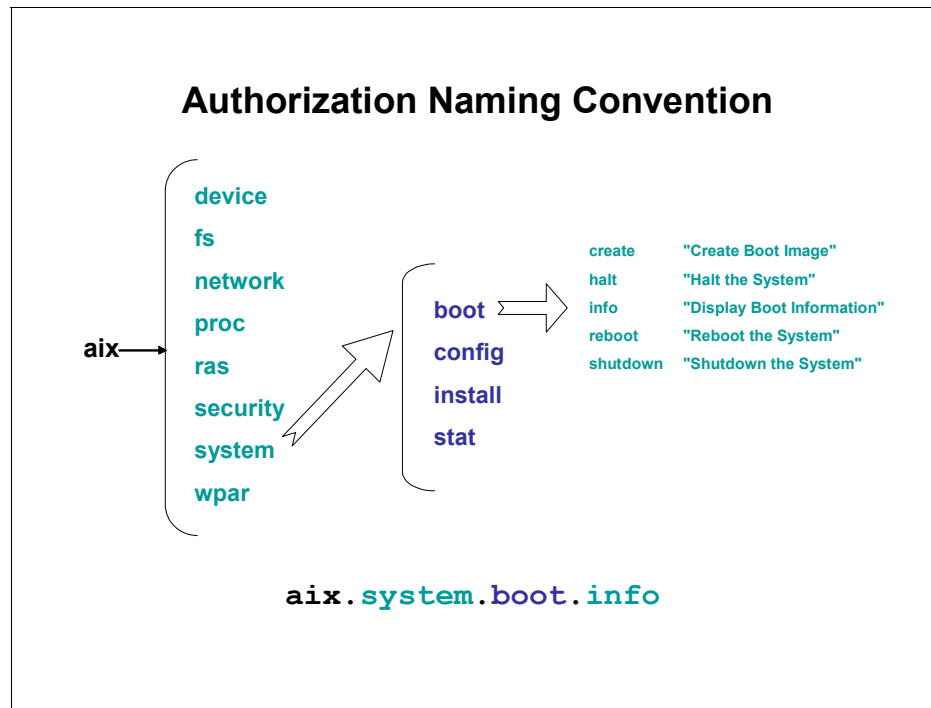 Authorization Naming Convention
aix
device
fs
network
proc
ras
security
system
wpar
boot
config
install
stat
create "Create Boot Image"
halt "Halt the System"
info "Display Boot Information"
reboot "Reboot the System"
shutdown "Shutdown the System"
aix.system.boot.info